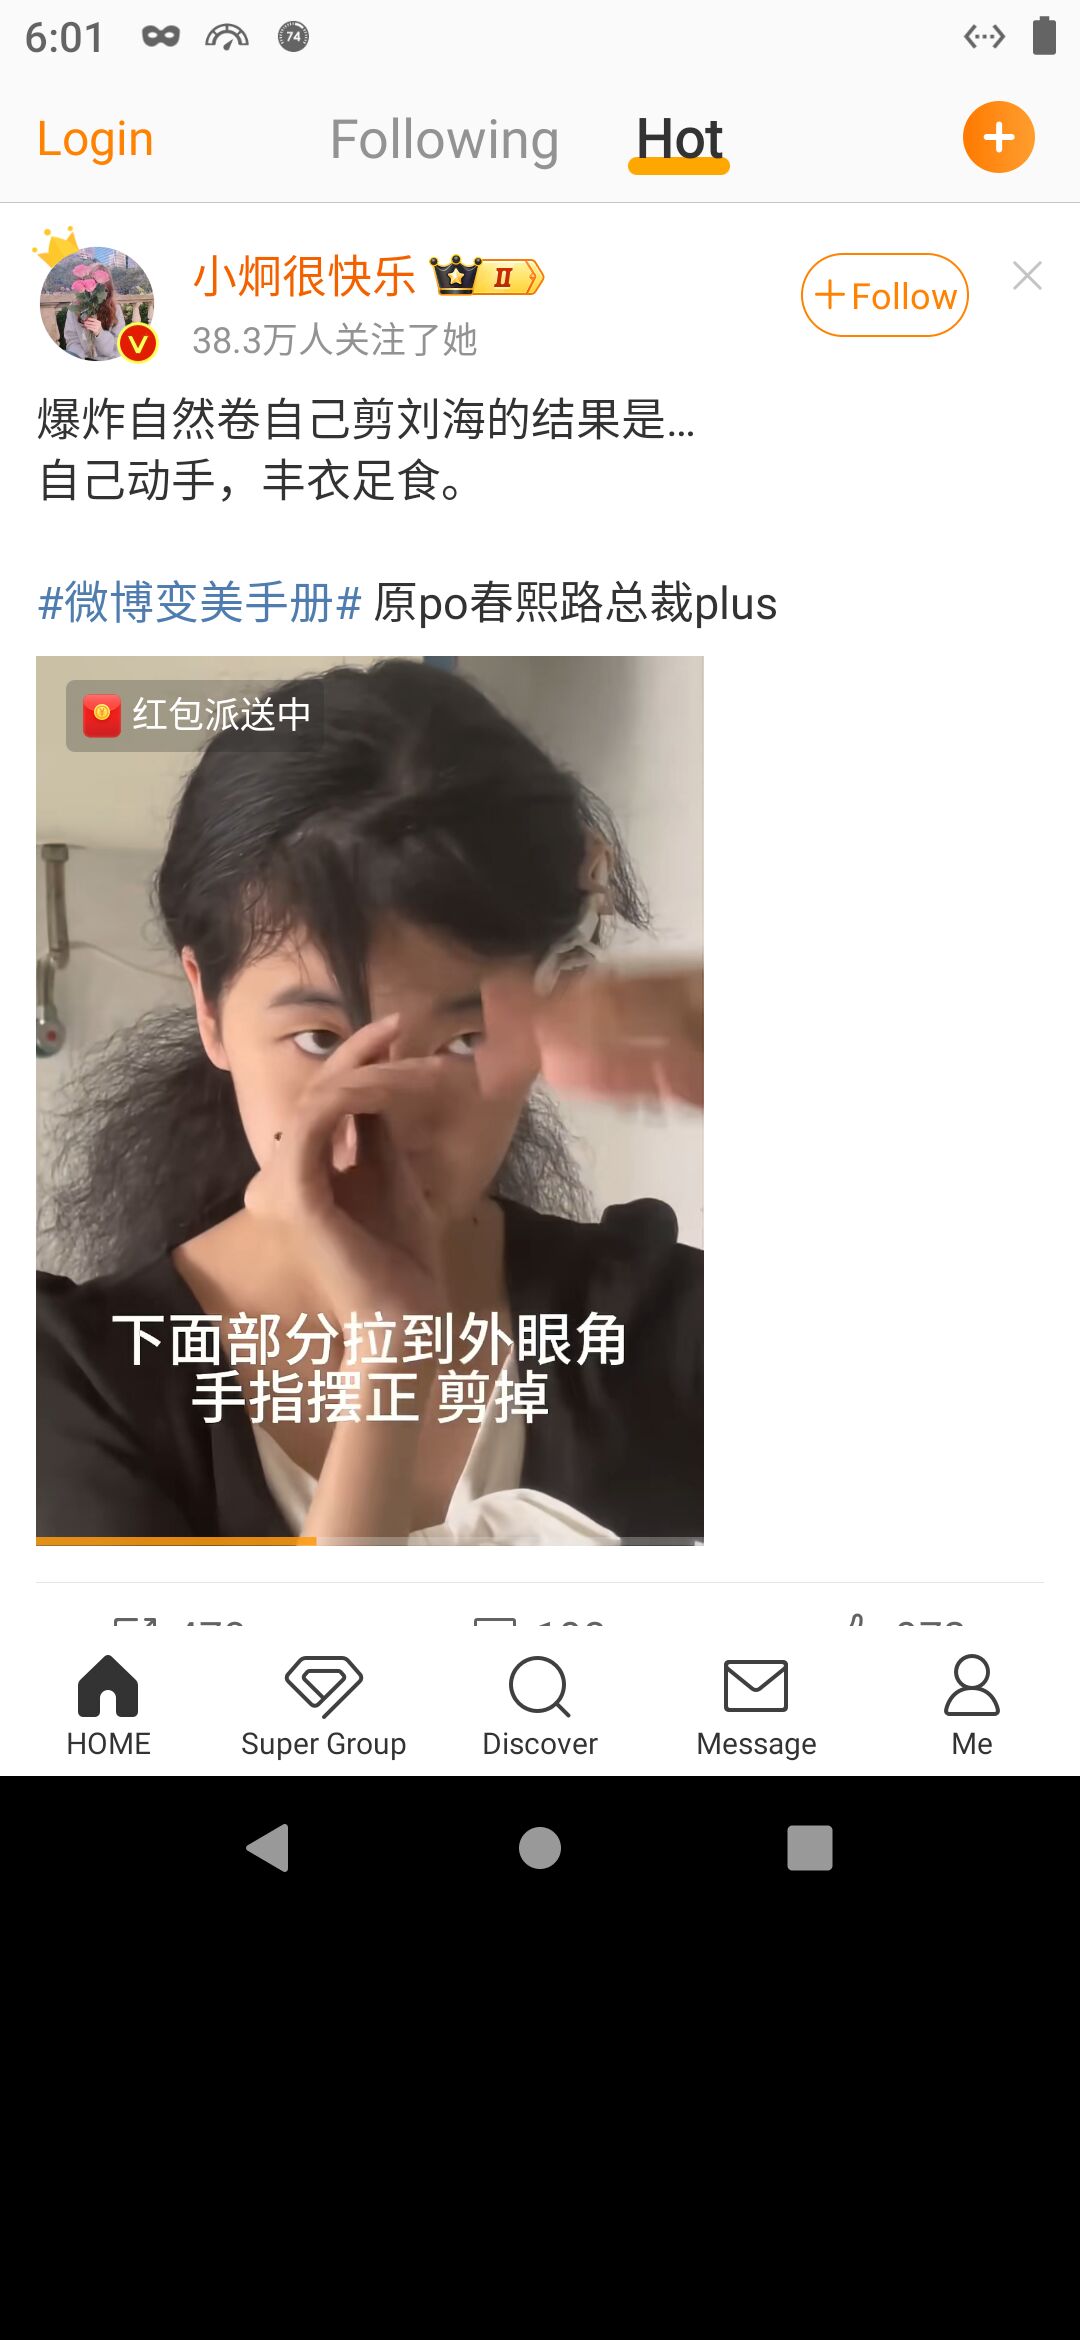 6:01
74
Login
Following
Hot
小炯很快乐
II
+Follow
38.3万人关注了她
爆炸自然卷自己剪刘海的结果是...
自己动手，丰衣足食。
#微博变美手册# 原po春熙路总裁plus
红包派送中
下面部分拉到外眼角
手指摆正 剪掉
HOME
Super Group
Discover
Message
Me